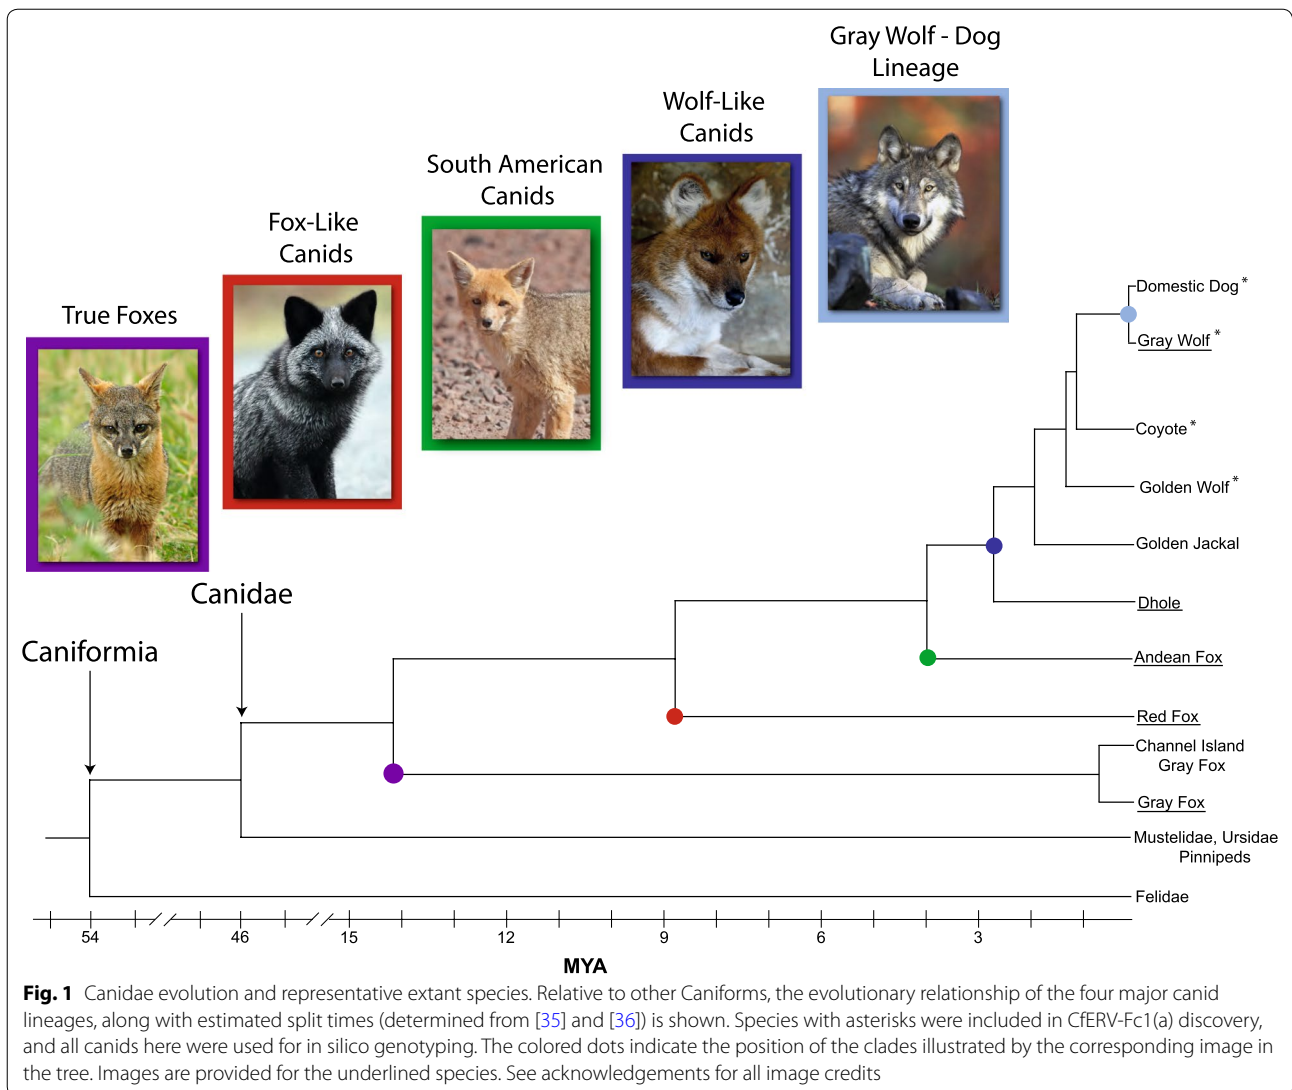 Gray Wolf - Dog
Lineage
Wolf-Like
Canids
South American
Canids
Fox-Like
Canids
True Foxes
Domestic Dog*
Gray Wolf *
Coyote*
Golden Wolf*
Golden Jackal
Canidae
Dhole
Caniformia
Andean Fox
Red Fox
Channel Island
Gray Fox
Gray Fox
Mustelidae, Ursidae
Pinnipeds
Felidae
54 46 15 12 9 6 3
MYA
Fig. 1 Canidae evolution and representative extant species. Relative to other Caniforms, the evolutionary relationship of the four major canid
lineages, along with estimated split times (determined from [35] and [36]) is shown. Species with asterisks were included in CfERV-Fc1(a) discovery,
and all canids here were used for in silico genotyping. The colored dots indicate the position of the clades illustrated by the corresponding image in
the tree. Images are provided for the underlined species. See acknowledgements for all image credits